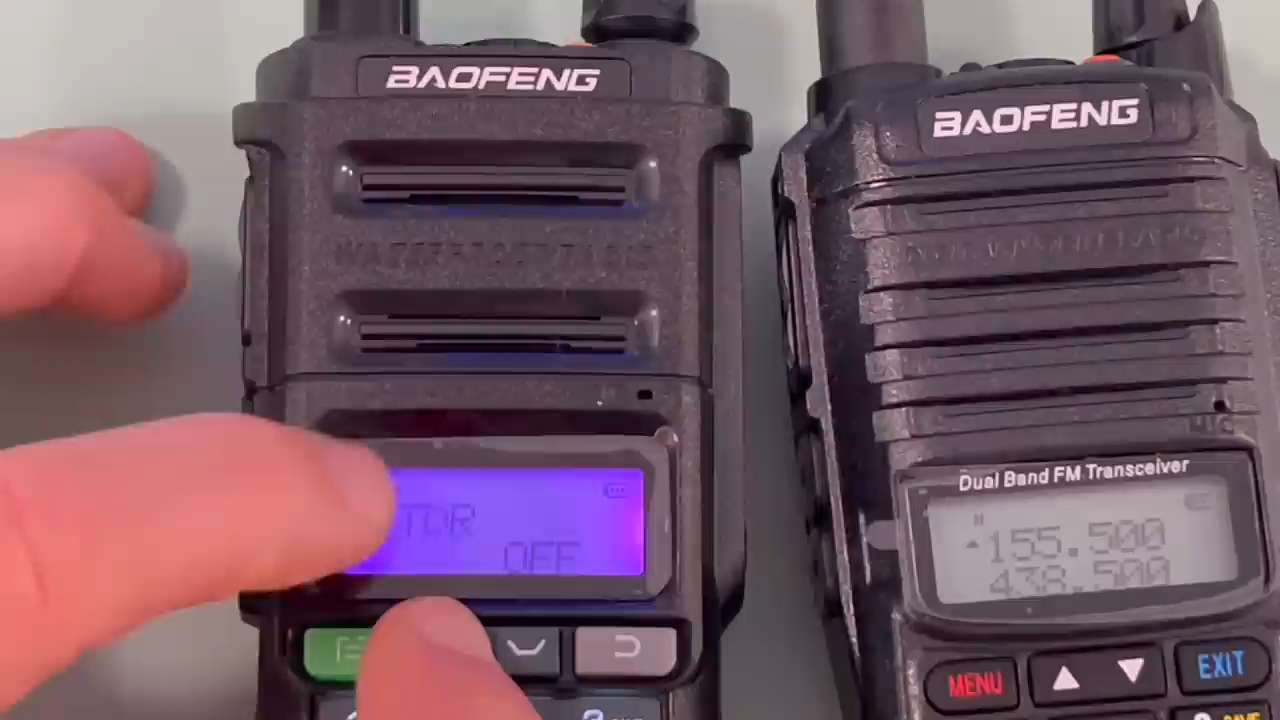 BAOFENG
TDR
OFF
BAOFENG
Dual Band FM Transceiver
155.500
438.500
MENU
EXIT